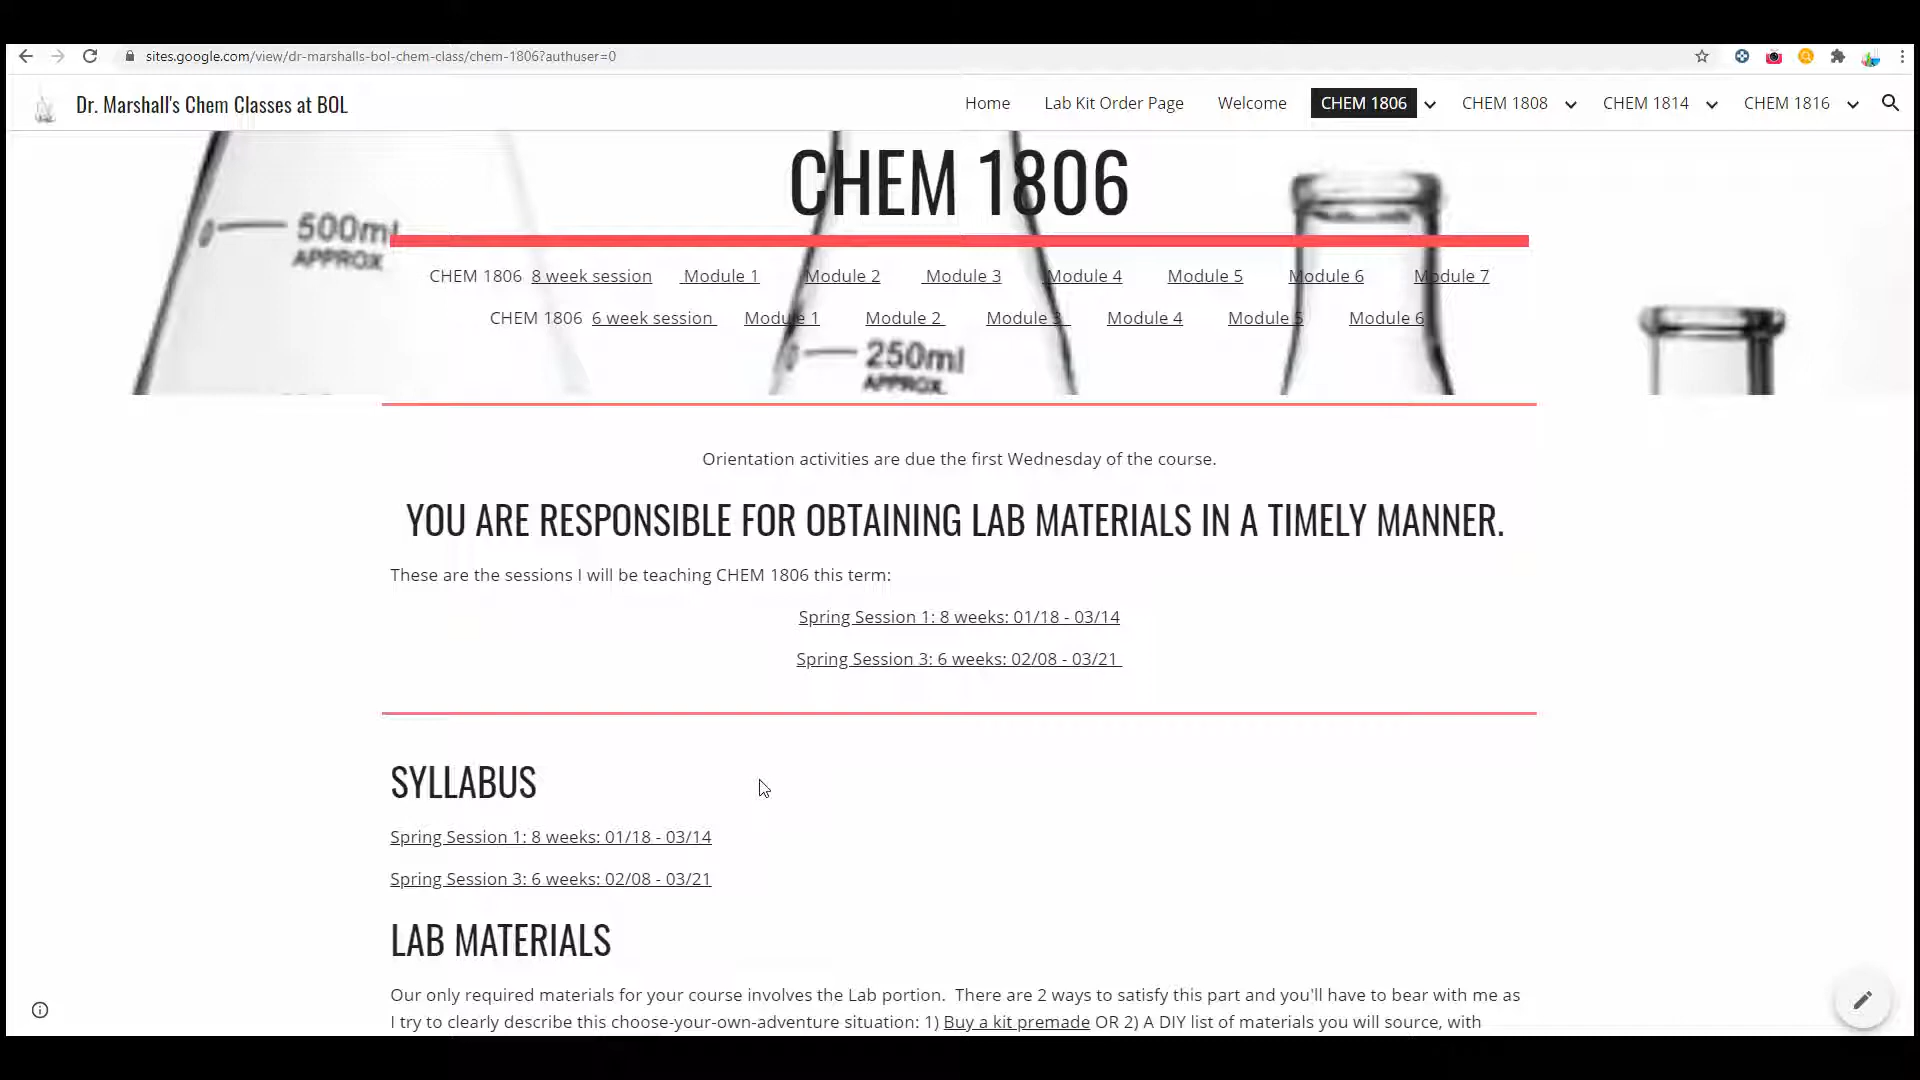 sites.google.com/view/dr-marshalls-bol-chem-class/chem-1806?authuser=0
Dr. Marshall's Chem Classes at BOL
Home Lab Kit Order Page Welcome CHEM 1806 CHEM 1808 CHEM 1814 CHEM 1816
CHEM 1806
500ml
APPROX
CHEM 1806 8 week session Module 1 Module 2 Module 3 Module 4 Module 5 Module 6 Module 7
CHEM 1806 6 week session Module 1 Module 2 Module 3 Module 4 Module 5 Module 6
250ml
APPROX
Orientation activities are due the first Wednesday of the course.
YOU ARE RESPONSIBLE FOR OBTAINING LAB MATERIALS IN A TIMELY MANNER.
These are the sessions I will be teaching CHEM 1806 this term:
Spring Session 1: 8 weeks: 01/18 - 03/14
Spring Session 3: 6 weeks: 02/08 - 03/21
SYLLABUS
Spring Session 1: 8 weeks: 01/18 - 03/14
Spring Session 3: 6 weeks: 02/08 - 03/21
LAB MATERIALS
Our only required materials for your course involves the Lab portion. There are 2 ways to satisfy this part and you'll have to bear with me as
I try to clearly describe this choose-your-own-adventure situation: 1) Buy a kit premade OR 2) A DIY list of materials you will source, with